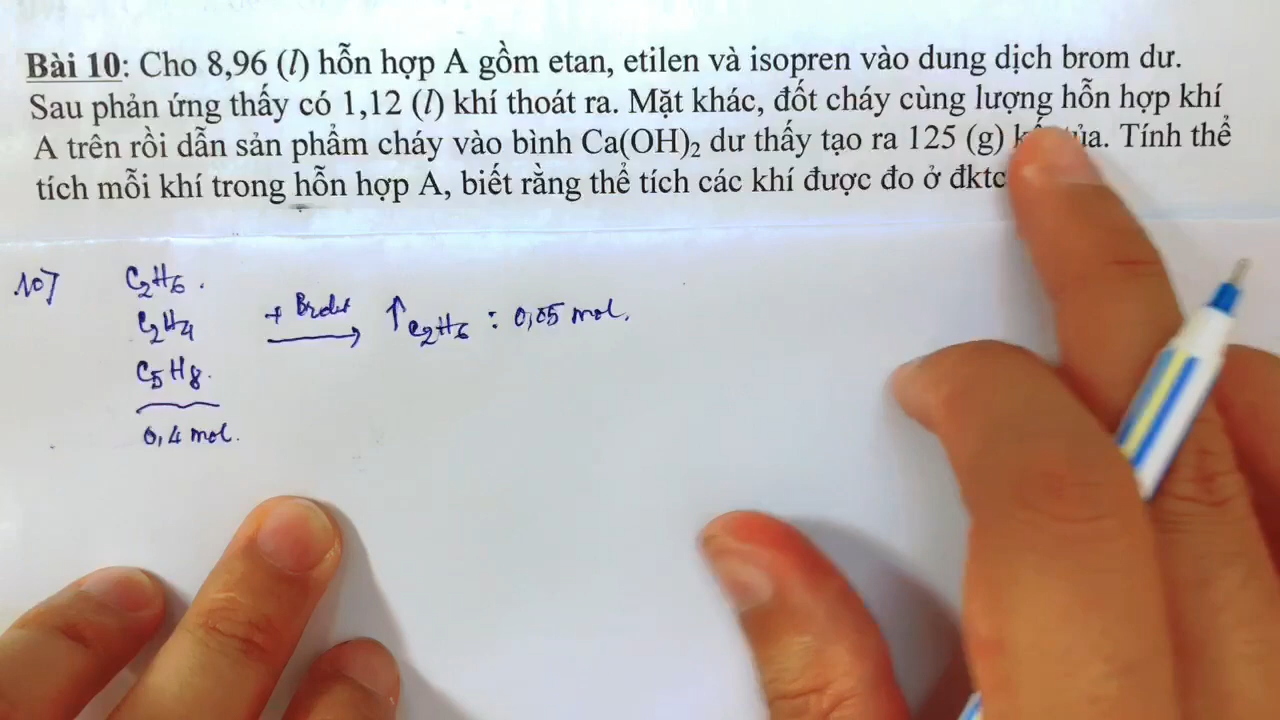 Bài 10: Cho 8,96 (l) hỗn hợp A gồm etan, etilen và isopren vào dung dịch brom dư.
Sau phản ứng thấy có 1,12 (l) khí thoát ra. Mặt khác, đốt cháy cùng lượng hỗn hợp khí
A trên rồi dẫn sản phẩm cháy vào bình Ca(OH)₂ dư thấy tạo ra 125 (g) Tính thể
tích mỗi khí trong hỗn hợp A, biết rằng thể tích các khí được đo ở đktc
10)
C₂H₆.
C₂H₄
C₅H₈.
0,4 mol.
+ Br₂ dư
↑ C₂H₆ : 0,05 mol.